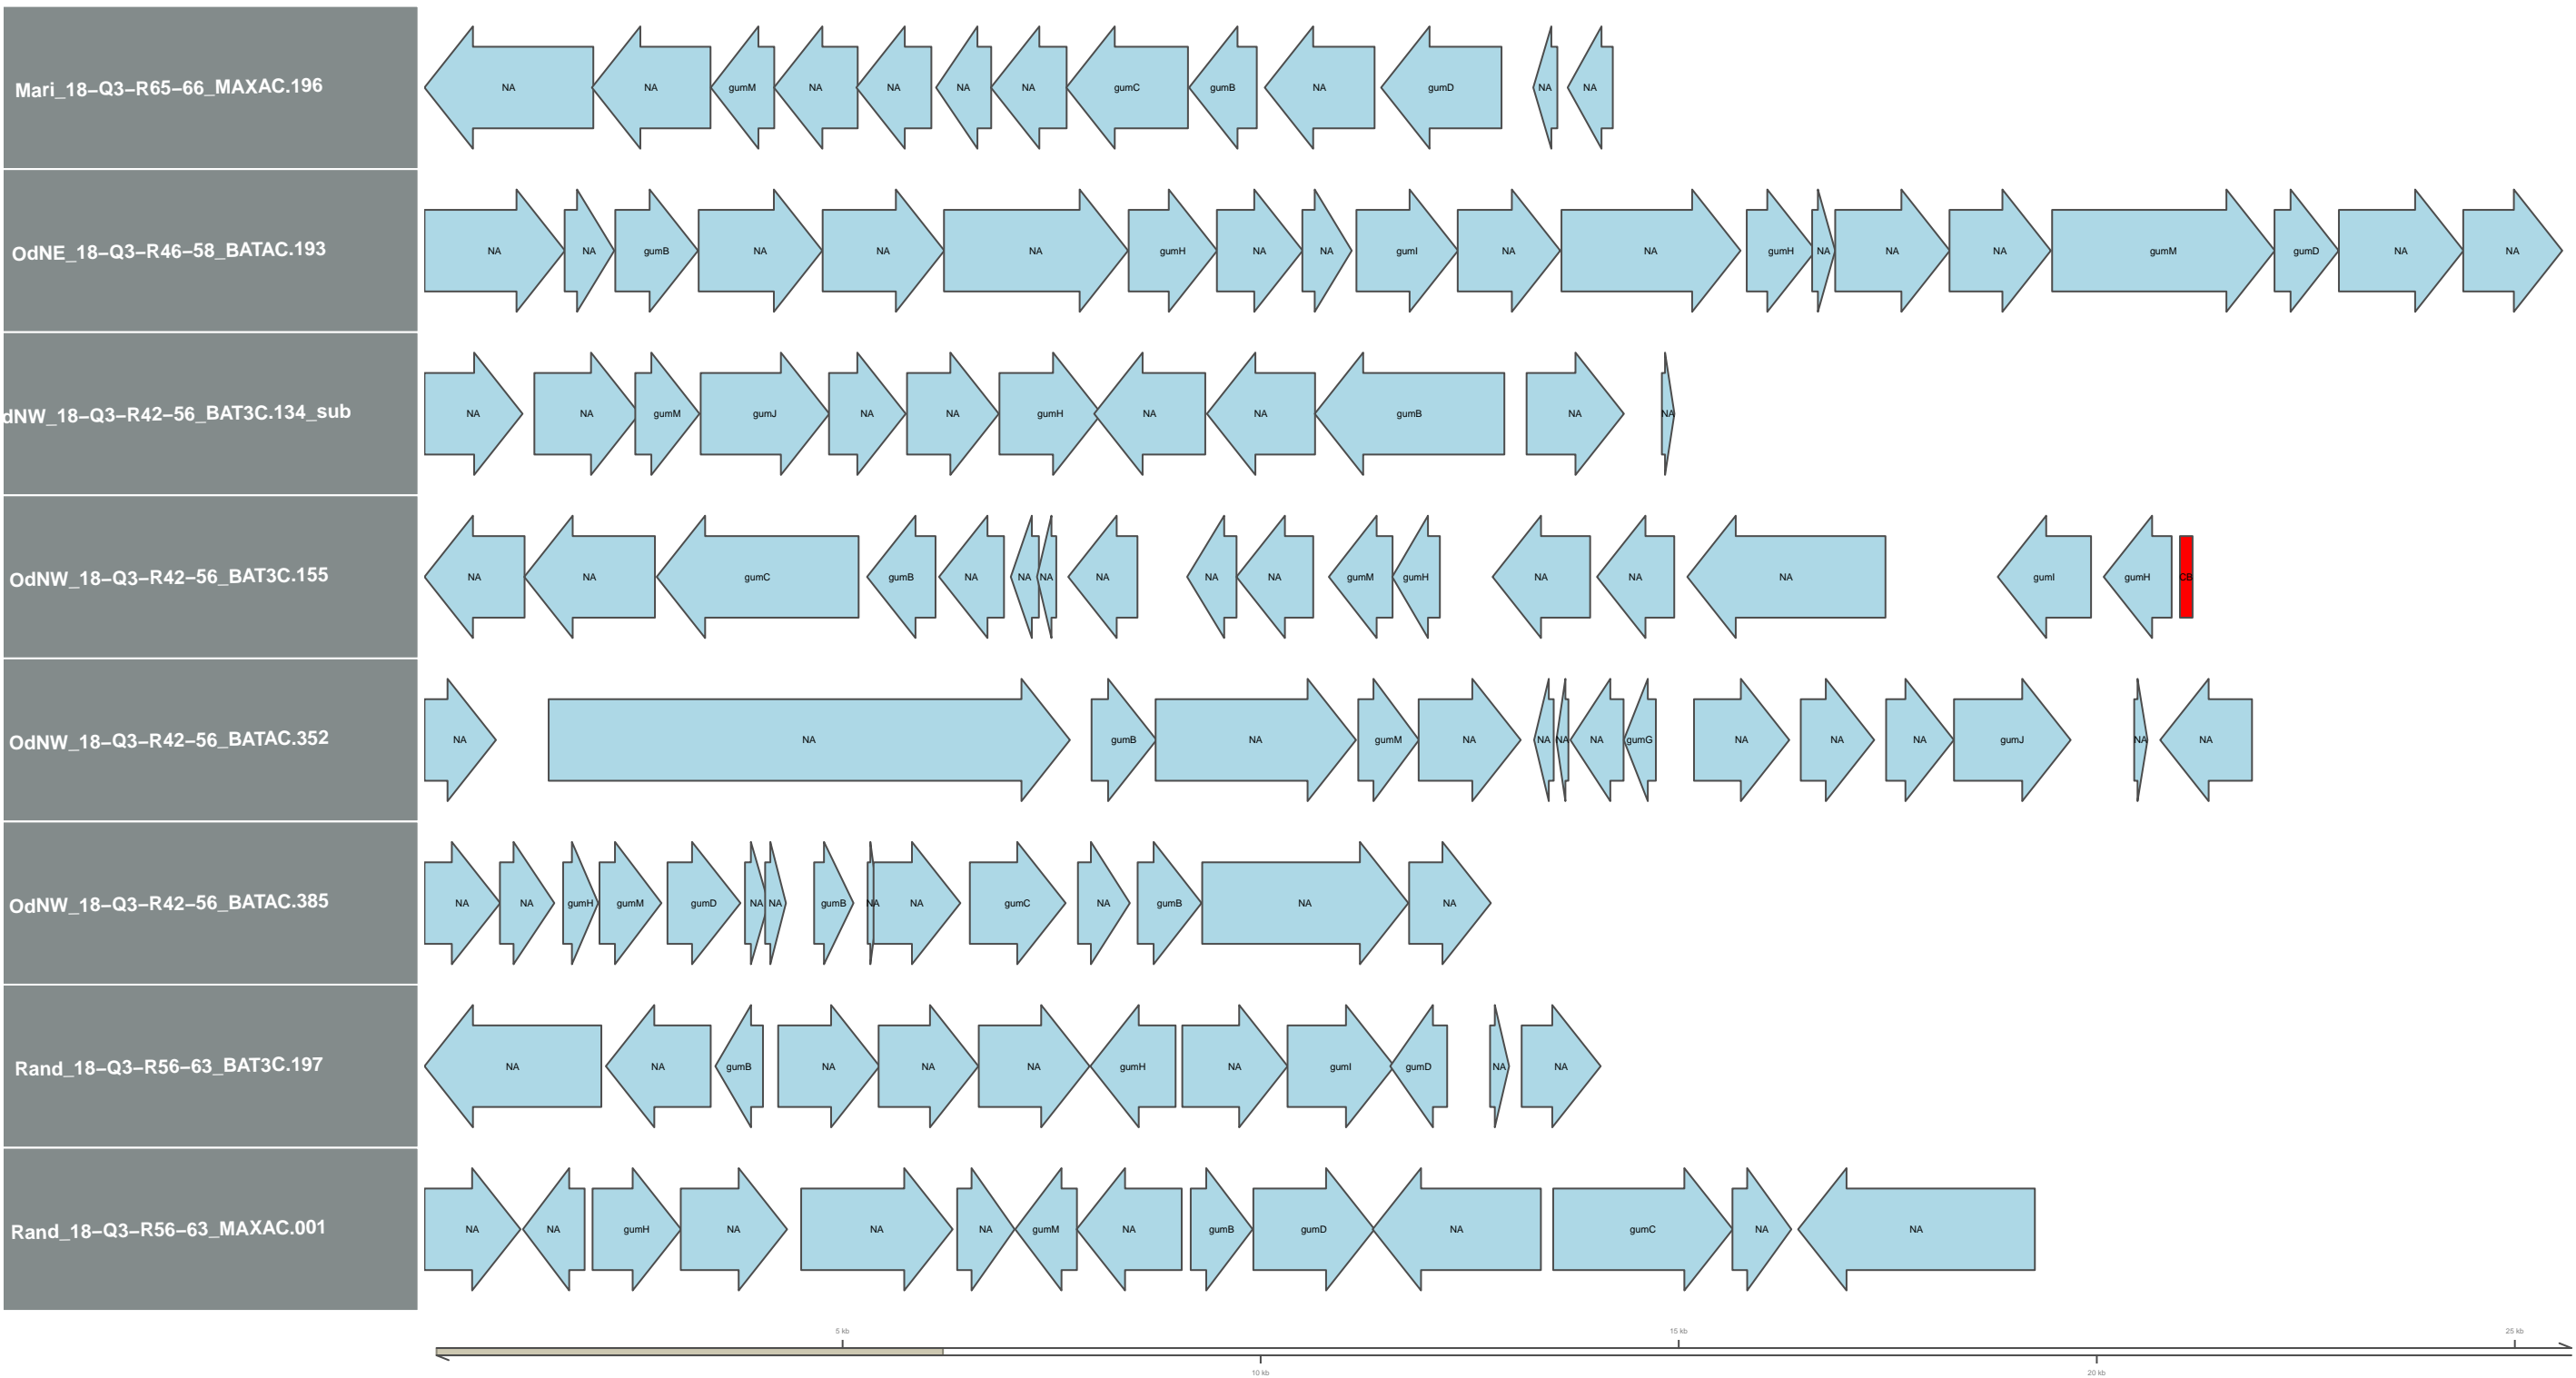 Mari_18–Q3–R65–66_MAXAC.196 NA NA gumM NA NA NA NA gumC gumB NA gumD NA NA
OdNE_18–Q3–R46–58_BATAC.193 NA NA gumB NA NA NA gumH NA NA gumI NA NA gumH NA NA NA gumM gumD NA NA
dNW_18–Q3–R42–56_BAT3C.134_sub NA NA gumM gumJ NA NA gumH NA NA gumB NA NA
OdNW_18–Q3–R42–56_BAT3C.155 NA NA gumC gumB NA NA NA NA NA NA gumM gumH NA NA NA gumI gumH CB
OdNW_18–Q3–R42–56_BATAC.352 NA NA gumB NA gumM NA NA NA NA gumG NA NA NA gumJ NA NA
OdNW_18–Q3–R42–56_BATAC.385 NA NA gumH gumM gumD NA NA gumB NA NA gumC NA gumB NA NA
Rand_18–Q3–R56–63_BAT3C.197 NA NA gumB NA NA NA gumH NA gumI gumD NA NA
Rand_18–Q3–R56–63_MAXAC.001 NA NA gumH NA NA NA gumM NA gumB gumD NA gumC NA NA
5 kb 15 kb 25 kb
10 kb 20 kb